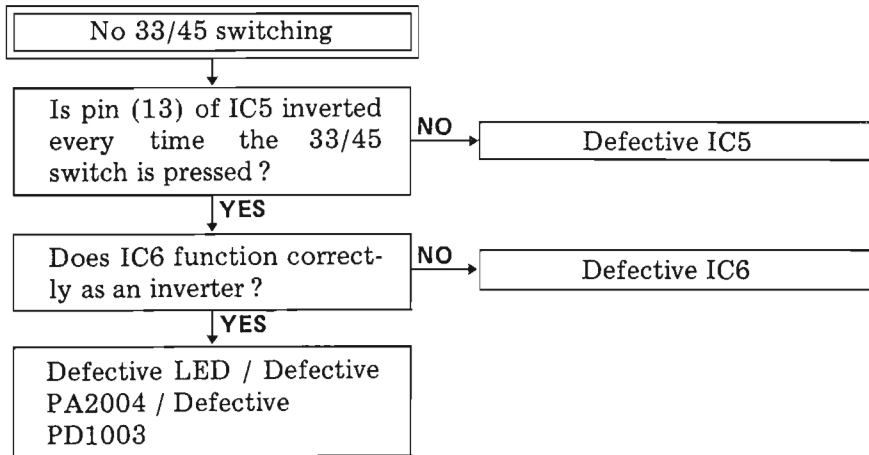 No 33/45 switching
Is pin (13) of IC5 inverted
every time the 33/45
switch is pressed ?
NO
Defective IC5
YES
Does IC6 function correct-
ly as an inverter ?
NO
Defective IC6
YES
Defective LED / Defective
PA2004 / Defective
PD1003